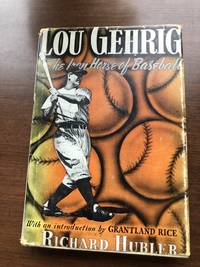 LOU GEHRIG
The Iron Horse of Baseball
With an introduction by GRANTLAND RICE
RICHARD HUBLER